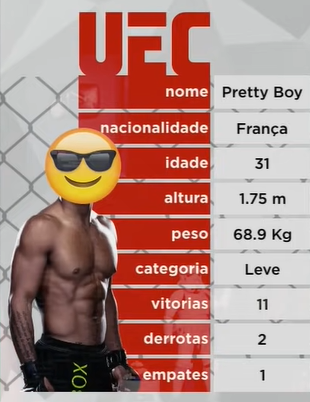 UFC
nome Pretty Boy
nacionalidade França
idade 31
altura 1.75 m
peso 68.9 Kg
categoria Leve
vitorias 11
derrotas 2
empates 1